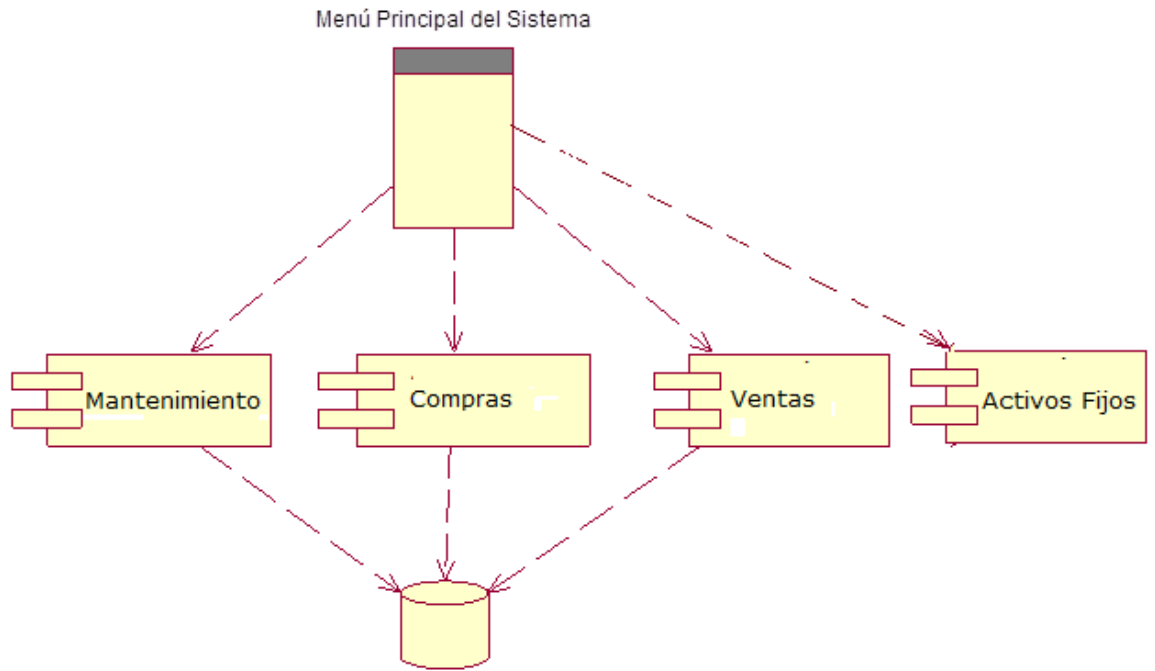 Menú Principal del Sistema
Mantenimiento
Compras
Ventas
Activos Fijos